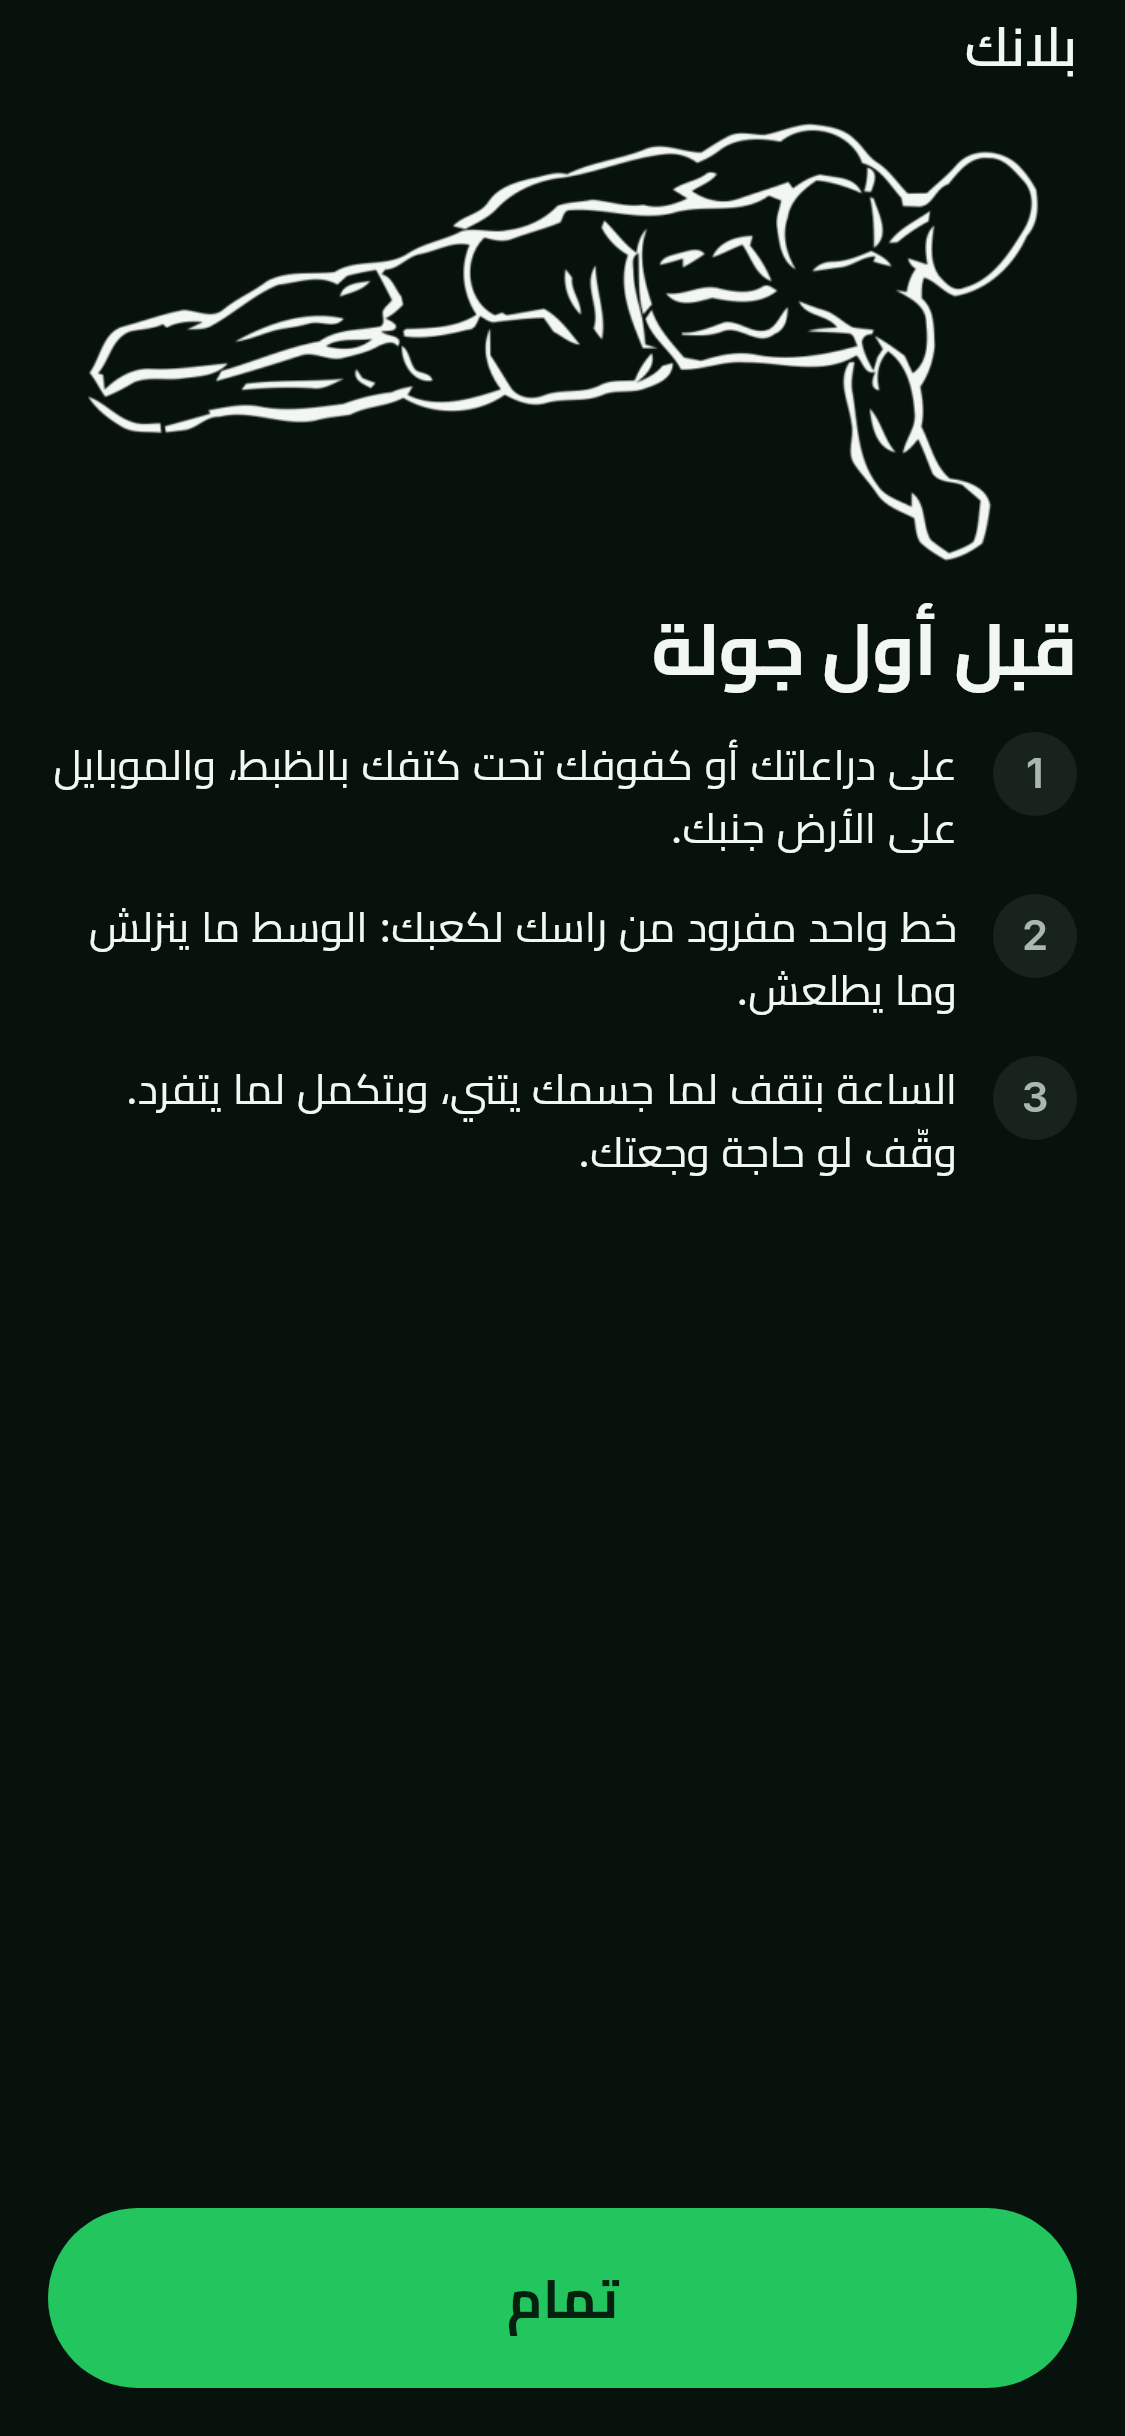 بلانك
قبل أول جولة
1
على دراعاتك أو كفوفك تحت كتفك بالظبط، والموبايل
على الأرض جنبك.
2
خط واحد مفرود من راسك لكعبك: الوسط ما ينزلش
وما يطلعش.
3
الساعة بتقف لما جسمك يتني، وبتكمل لما يتفرد.
وقّف لو حاجة وجعتك.
تمام